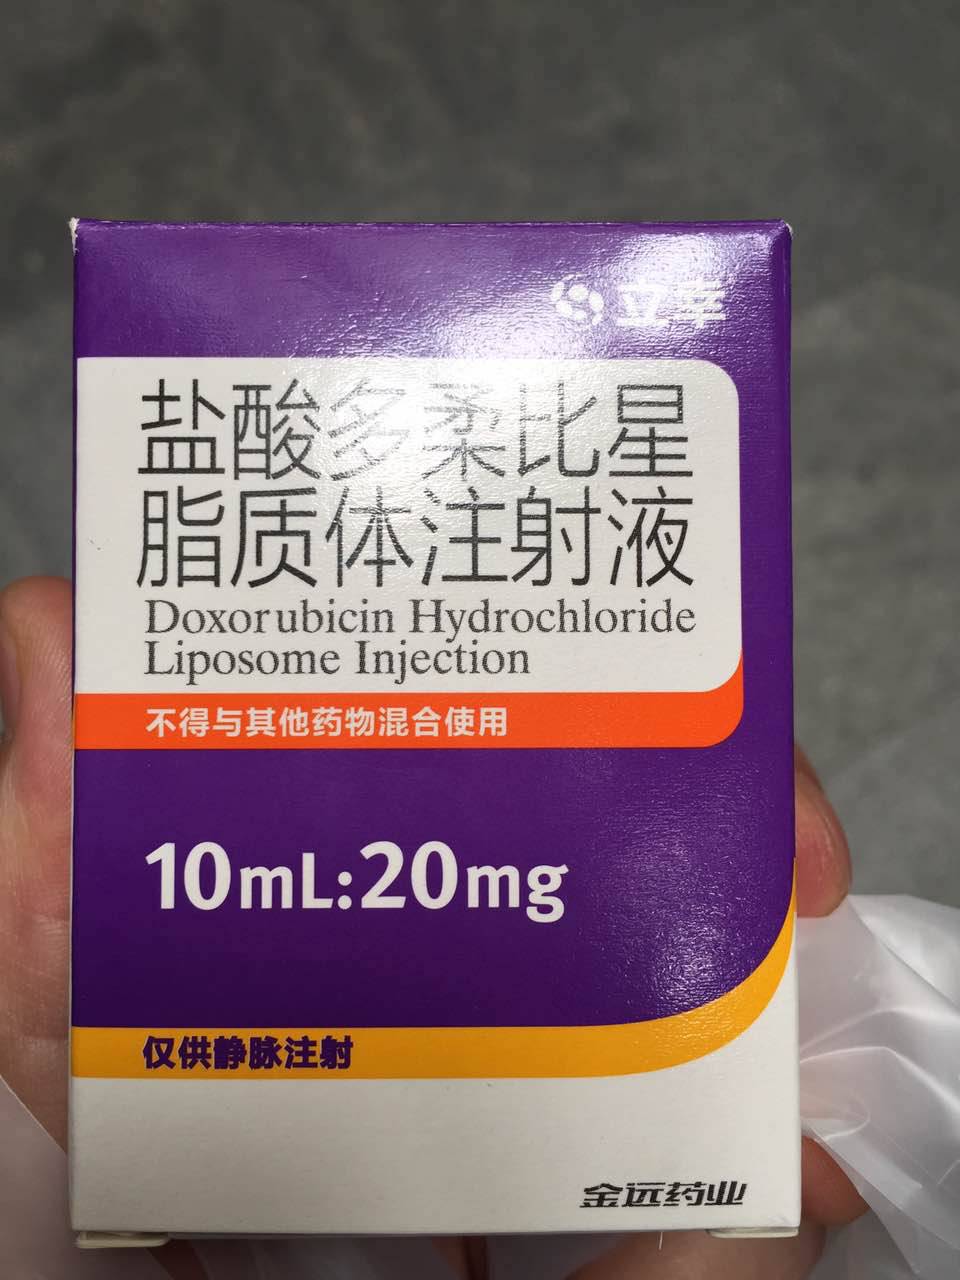 立幸
盐酸多柔比星
脂质体注射液
Doxorubicin Hydrochloride
Liposome Injection
不得与其他药物混合使用
10mL:20mg
仅供静脉注射
金远药业